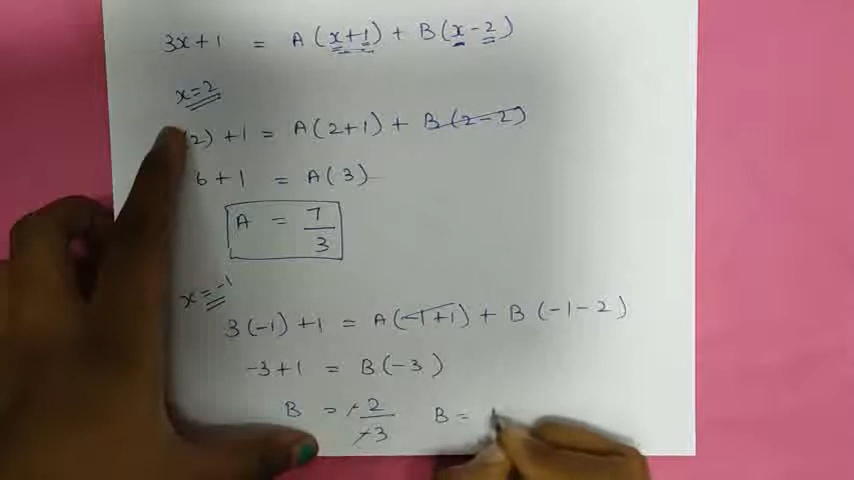 3x+1 = A(x+1) + B(x-2)
x=2
(2) +1 = A(2+1) + B(2-2)
6+1 = A(3)
A = 7/3
x=-1
3(-1)+1 = A(-1+1) + B(-1-2)
-3+1 = B(-3)
B = -2/-3 B =